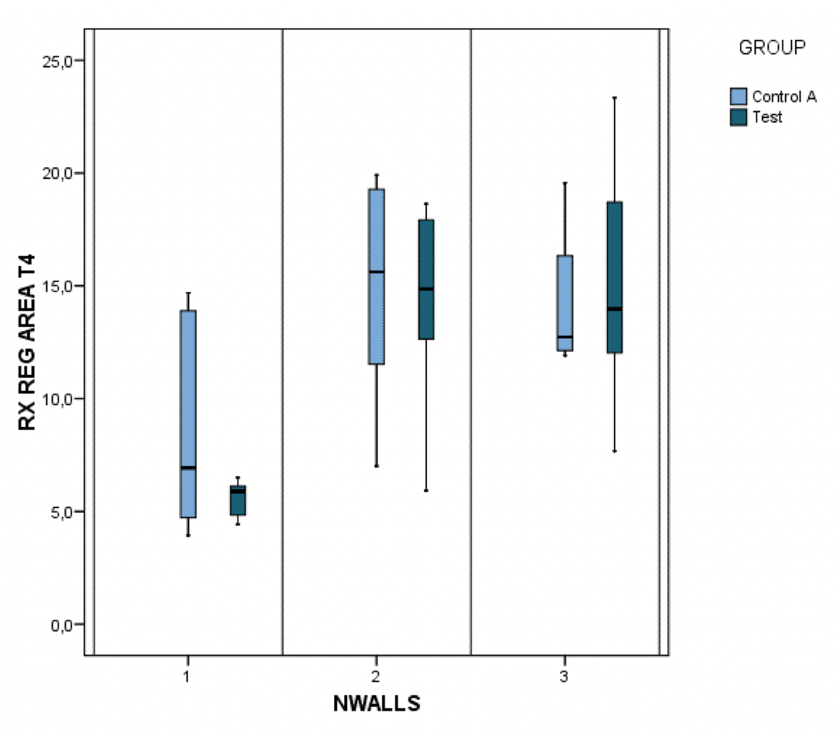 GROUP
Control A
Test
RX REG AREA T4
25,0
20,0
15,0
10,0
5,0
0,0
1
2
3
NWALLS